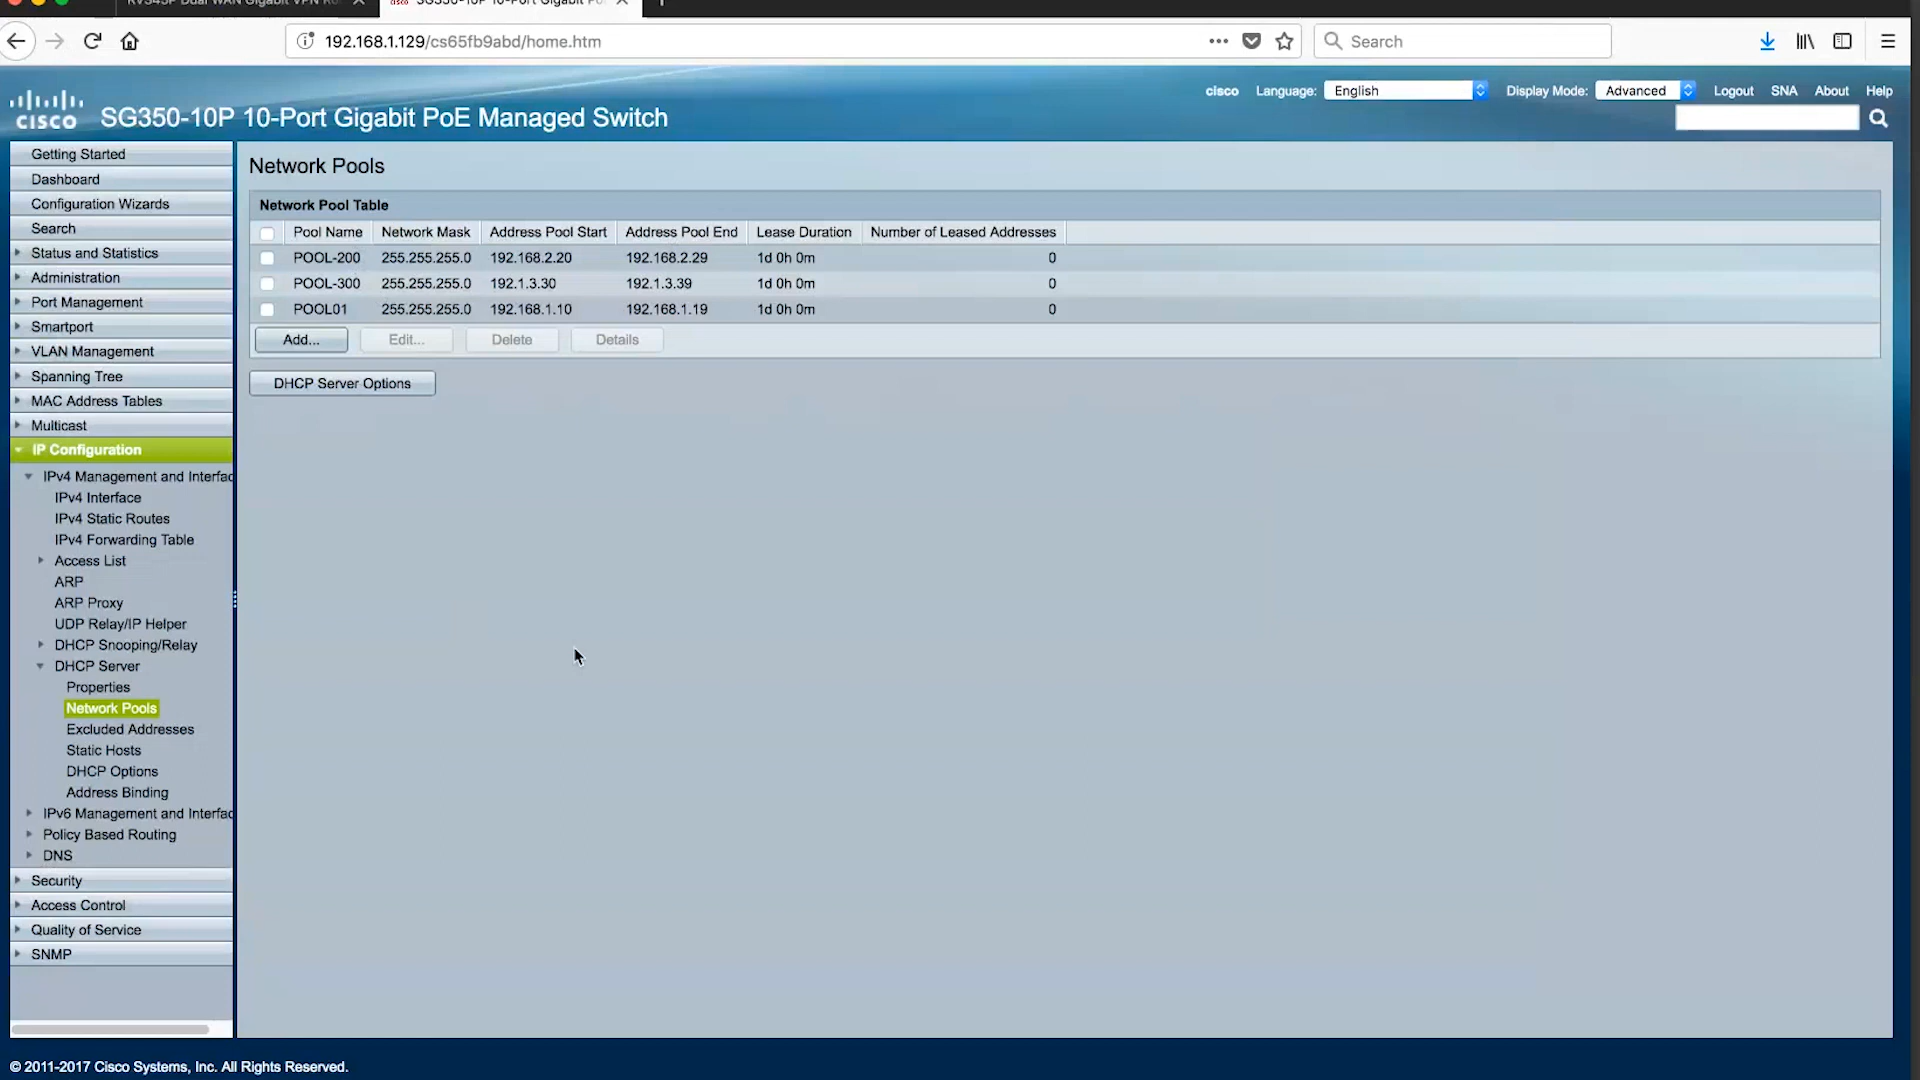 192.168.1.129/cs65fb9abd/home.htm
Search
CISCO
SG350-10P 10-Port Gigabit PoE Managed Switch
cisco Language: English Display Mode: Advanced Logout SNA About Help
Getting Started
Dashboard
Configuration Wizards
Search
Status and Statistics
Administration
Port Management
Smartport
VLAN Management
Spanning Tree
MAC Address Tables
Multicast
IP Configuration
IPv4 Management and Interfac
IPv4 Interface
IPv4 Static Routes
IPv4 Forwarding Table
Access List
ARP
ARP Proxy
UDP Relay/IP Helper
DHCP Snooping/Relay
DHCP Server
Properties
Network Pools
Excluded Addresses
Static Hosts
DHCP Options
Address Binding
IPv6 Management and Interfac
Policy Based Routing
DNS
Security
Access Control
Quality of Service
SNMP
Network Pools
Network Pool Table
Pool Name Network Mask Address Pool Start Address Pool End Lease Duration Number of Leased Addresses
POOL-200 255.255.255.0 192.168.2.20 192.168.2.29 1d 0h 0m 0
POOL-300 255.255.255.0 192.1.3.30 192.1.3.39 1d 0h 0m 0
POOL01 255.255.255.0 192.168.1.10 192.168.1.19 1d 0h 0m 0
Add... Edit... Delete Details
DHCP Server Options
© 2011-2017 Cisco Systems, Inc. All Rights Reserved.